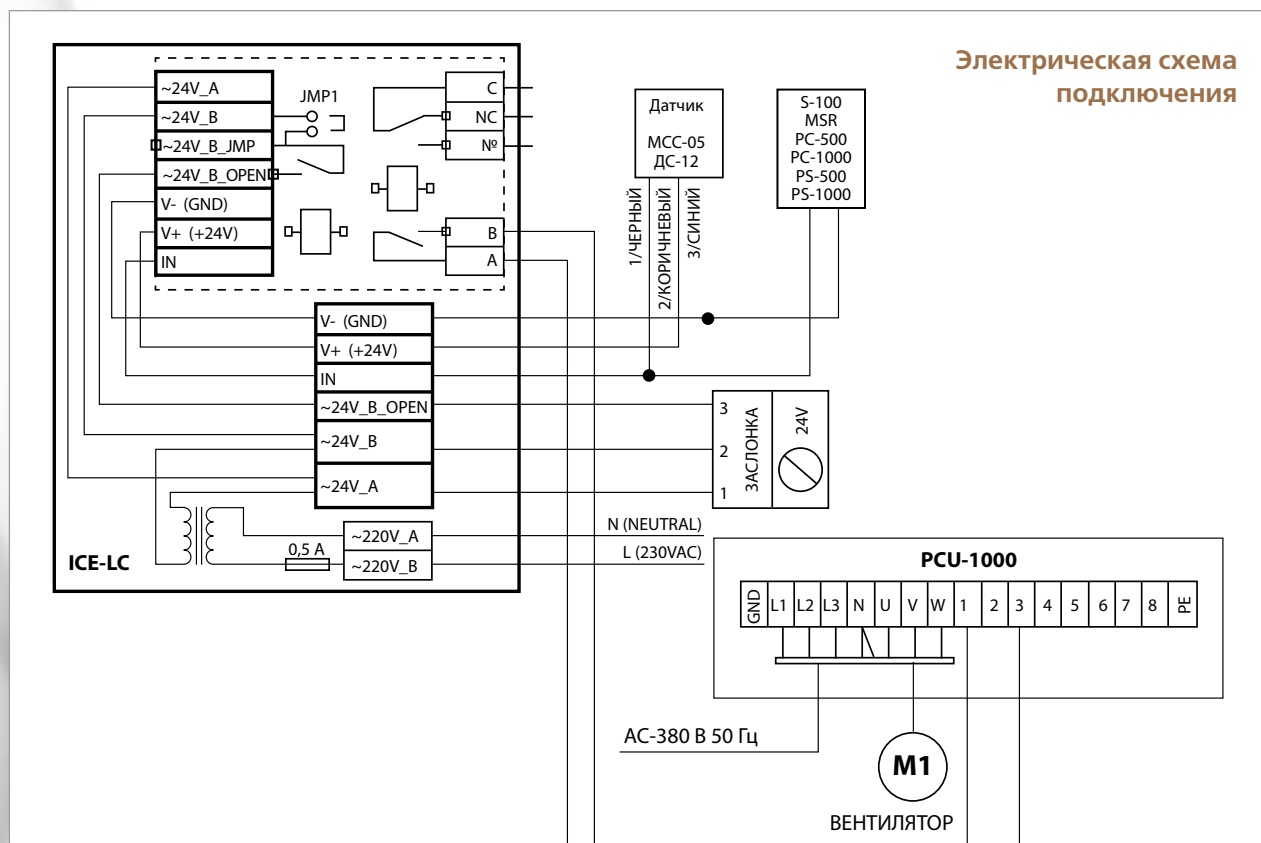 Электрическая схема
подключения
~24V_A
~24V_B
~24V_B_JMP
~24V_B_OPEN
V- (GND)
V+ (+24V)
IN
JMP1
C
NC
№
B
A
V- (GND)
V+ (+24V)
IN
~24V_B_OPEN
~24V_B
~24V_A
~220V_A
~220V_B
0,5 A
ICE-LC
Датчик
МСС-05
ДС-12
1/ЧЕРНЫЙ
2/КОРИЧНЕВЫЙ
3/СИНИЙ
S-100
MSR
PC-500
PC-1000
PS-500
PS-1000
3
2
1
ЗАСЛОНКА
24V
N (NEUTRAL)
L (230VAC)
PCU-1000
GND L1 L2 L3 N U V W 1 2 3 4 5 6 7 8 PE
АС-380 В 50 Гц
M1
ВЕНТИЛЯТОР